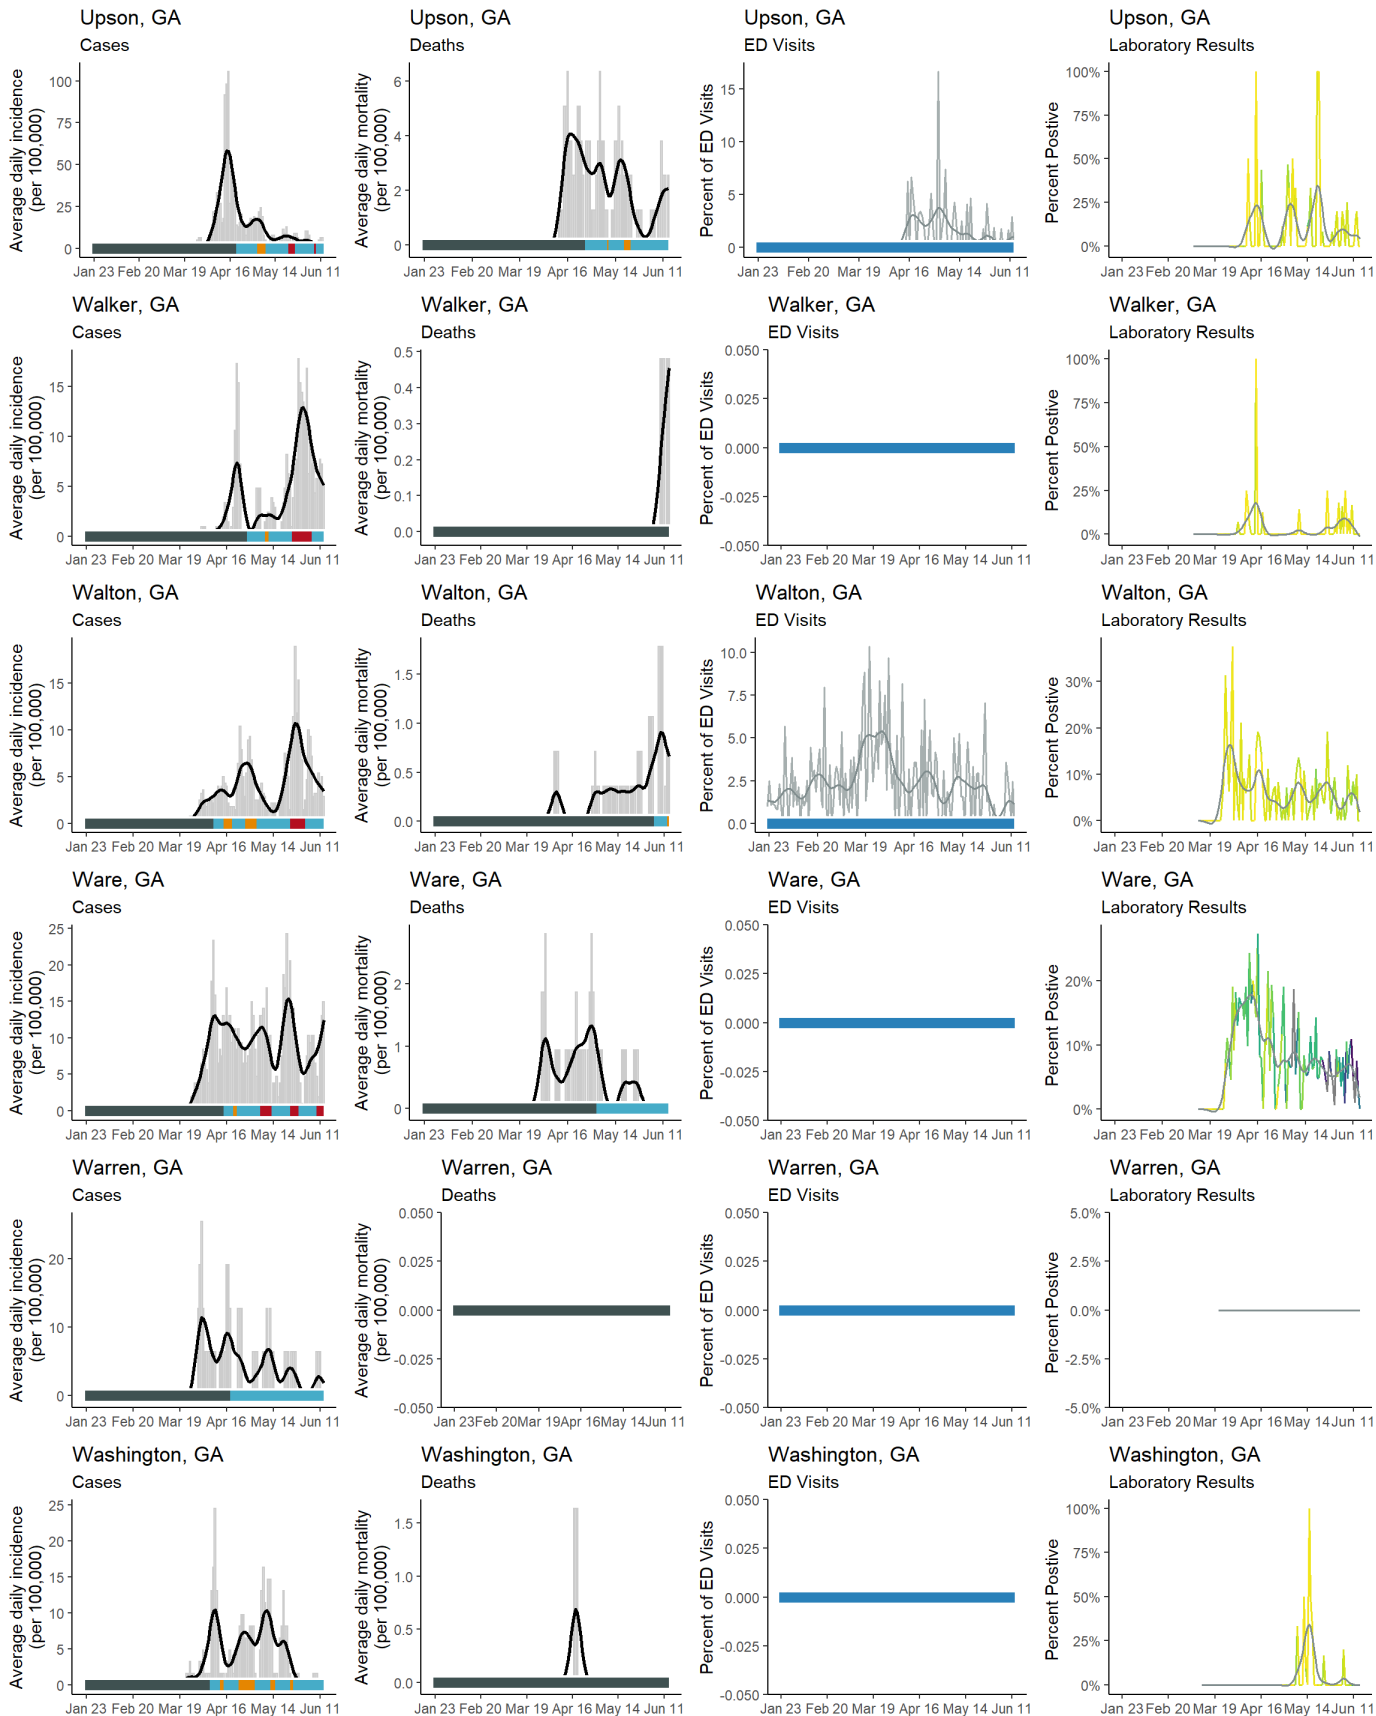 Upson, GA
Cases
Average daily incidence
(per 100,000)
100
75
50
25
0
Jan 23 Feb 20 Mar 19 Apr 16 May 14 Jun 11
Upson, GA
Deaths
Average daily mortality
(per 100,000)
6
4
2
0
Jan 23 Feb 20 Mar 19 Apr 16 May 14 Jun 11
Upson, GA
ED Visits
Percent of ED Visits
15
10
5
0
Jan 23 Feb 20 Mar 19 Apr 16 May 14 Jun 11
Upson, GA
Laboratory Results
Percent Postive
100%
75%
50%
25%
0%
Jan 23 Feb 20 Mar 19 Apr 16 May 14 Jun 11
Walker, GA
Cases
Average daily incidence
(per 100,000)
15
10
5
0
Jan 23 Feb 20 Mar 19 Apr 16 May 14 Jun 11
Walker, GA
Deaths
Average daily mortality
(per 100,000)
0.5
0.4
0.3
0.2
0.1
0.0
Jan 23 Feb 20 Mar 19 Apr 16 May 14 Jun 11
Walker, GA
ED Visits
Percent of ED Visits
0.050
0.025
0.000
-0.025
-0.050
Jan 23 Feb 20 Mar 19 Apr 16 May 14 Jun 11
Walker, GA
Laboratory Results
Percent Postive
100%
75%
50%
25%
0%
Jan 23 Feb 20 Mar 19 Apr 16 May 14 Jun 11
Walton, GA
Cases
Average daily incidence
(per 100,000)
15
10
5
0
Jan 23 Feb 20 Mar 19 Apr 16 May 14 Jun 11
Walton, GA
Deaths
Average daily mortality
(per 100,000)
1.5
1.0
0.5
0.0
Jan 23 Feb 20 Mar 19 Apr 16 May 14 Jun 11
Walton, GA
ED Visits
Percent of ED Visits
10.0
7.5
5.0
2.5
0.0
Jan 23 Feb 20 Mar 19 Apr 16 May 14 Jun 11
Walton, GA
Laboratory Results
Percent Postive
30%
20%
10%
0%
Jan 23 Feb 20 Mar 19 Apr 16 May 14 Jun 11
Ware, GA
Cases
Average daily incidence
(per 100,000)
25
20
15
10
5
0
Jan 23 Feb 20 Mar 19 Apr 16 May 14 Jun 11
Ware, GA
Deaths
Average daily mortality
(per 100,000)
2
1
0
Jan 23 Feb 20 Mar 19 Apr 16 May 14 Jun 11
Ware, GA
ED Visits
Percent of ED Visits
0.050
0.025
0.000
-0.025
-0.050
Jan 23 Feb 20 Mar 19 Apr 16 May 14 Jun 11
Ware, GA
Laboratory Results
Percent Postive
20%
10%
0%
Jan 23 Feb 20 Mar 19 Apr 16 May 14 Jun 11
Warren, GA
Cases
Average daily incidence
(per 100,000)
20
10
0
Jan 23 Feb 20 Mar 19 Apr 16 May 14 Jun 11
Warren, GA
Deaths
Average daily mortality
(per 100,000)
0.050
0.025
0.000
-0.025
-0.050
Jan 23 Feb 20 Mar 19 Apr 16 May 14 Jun 11
Warren, GA
ED Visits
Percent of ED Visits
0.050
0.025
0.000
-0.025
-0.050
Jan 23 Feb 20 Mar 19 Apr 16 May 14 Jun 11
Warren, GA
Laboratory Results
Percent Postive
5.0%
2.5%
0.0%
-2.5%
-5.0%
Jan 23 Feb 20 Mar 19 Apr 16 May 14 Jun 11
Washington, GA
Cases
Average daily incidence
(per 100,000)
25
20
15
10
5
0
Jan 23 Feb 20 Mar 19 Apr 16 May 14 Jun 11
Washington, GA
Deaths
Average daily mortality
(per 100,000)
1.5
1.0
0.5
0.0
Jan 23 Feb 20 Mar 19 Apr 16 May 14 Jun 11
Washington, GA
ED Visits
Percent of ED Visits
0.050
0.025
0.000
-0.025
-0.050
Jan 23 Feb 20 Mar 19 Apr 16 May 14 Jun 11
Washington, GA
Laboratory Results
Percent Postive
100%
75%
50%
25%
0%
Jan 23 Feb 20 Mar 19 Apr 16 May 14 Jun 11